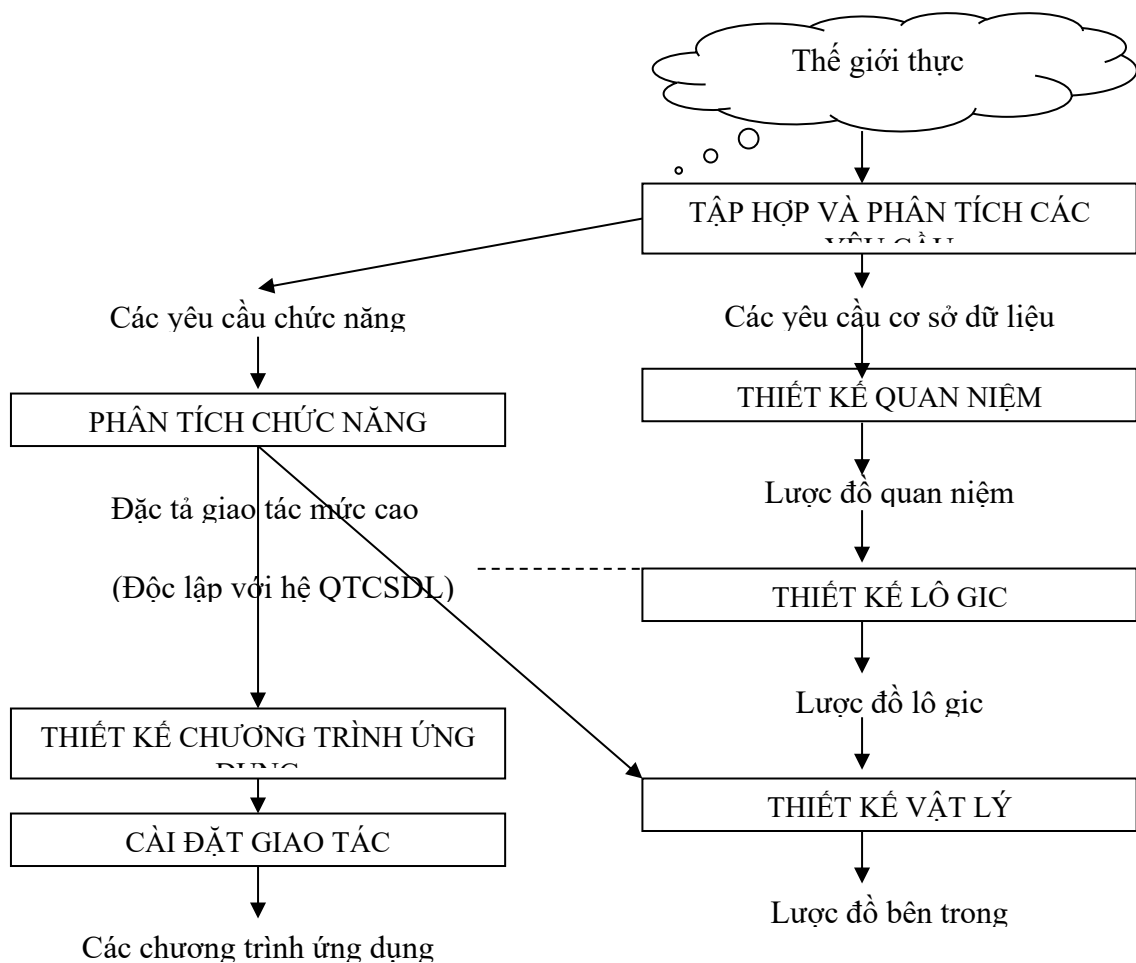 Thế giới thực
TẬP HỢP VÀ PHÂN TÍCH CÁC
YÊU CẦU
Các yêu cầu chức năng
Các yêu cầu cơ sở dữ liệu
PHÂN TÍCH CHỨC NĂNG
THIẾT KẾ QUAN NIỆM
Đặc tả giao tác mức cao
(Độc lập với hệ QTCSDL)
Lược đồ quan niệm
THIẾT KẾ LÔ GIC
Lược đồ lô gic
THIẾT KẾ CHƯƠNG TRÌNH ỨNG
DỤNG
THIẾT KẾ VẬT LÝ
CÀI ĐẶT GIAO TÁC
Lược đồ bên trong
Các chương trình ứng dụng